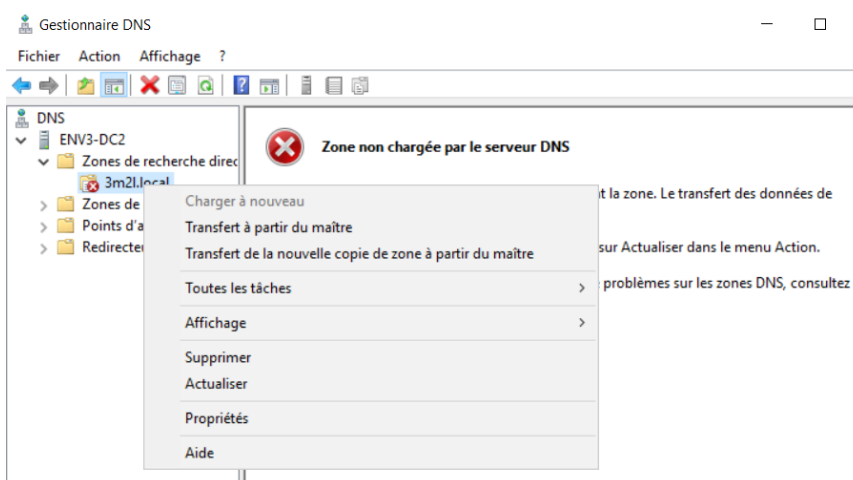 Gestionnaire DNS
Fichier Action Affichage ?
DNS
ENV3-DC2
Zones de recherche direc
3m2l.local
Zones de
Points d'a
Redirecteu
Zone non chargée par le serveur DNS
t la zone. Le transfert des données de
sur Actualiser dans le menu Action.
problèmes sur les zones DNS, consultez
Charger à nouveau
Transfert à partir du maître
Transfert de la nouvelle copie de zone à partir du maître
Toutes les tâches
Affichage
Supprimer
Actualiser
Propriétés
Aide